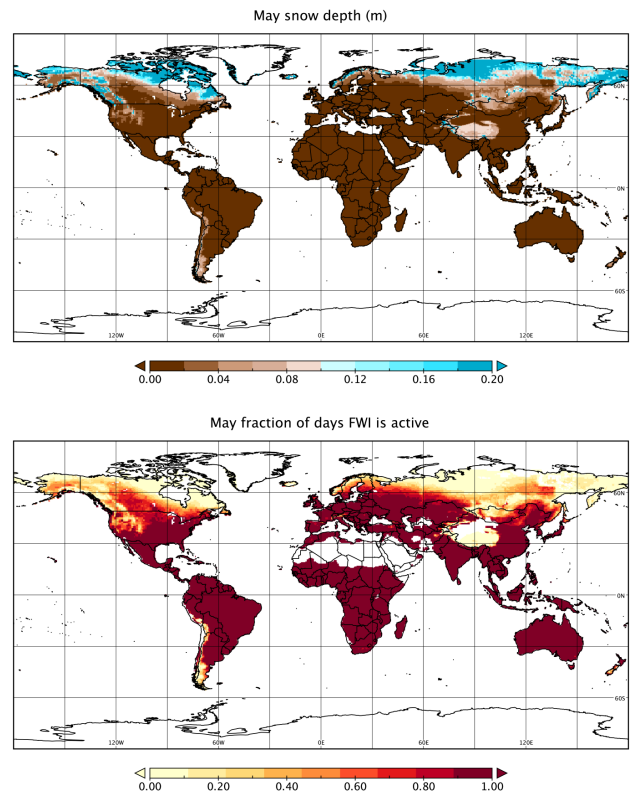 May snow depth (m)
60N
0N
60S
120W 60W 0E 60E 120E
0.00 0.04 0.08 0.12 0.16 0.20
May fraction of days FWI is active
60N
0N
60S
120W 60W 0E 60E 120E
0.00 0.20 0.40 0.60 0.80 1.00